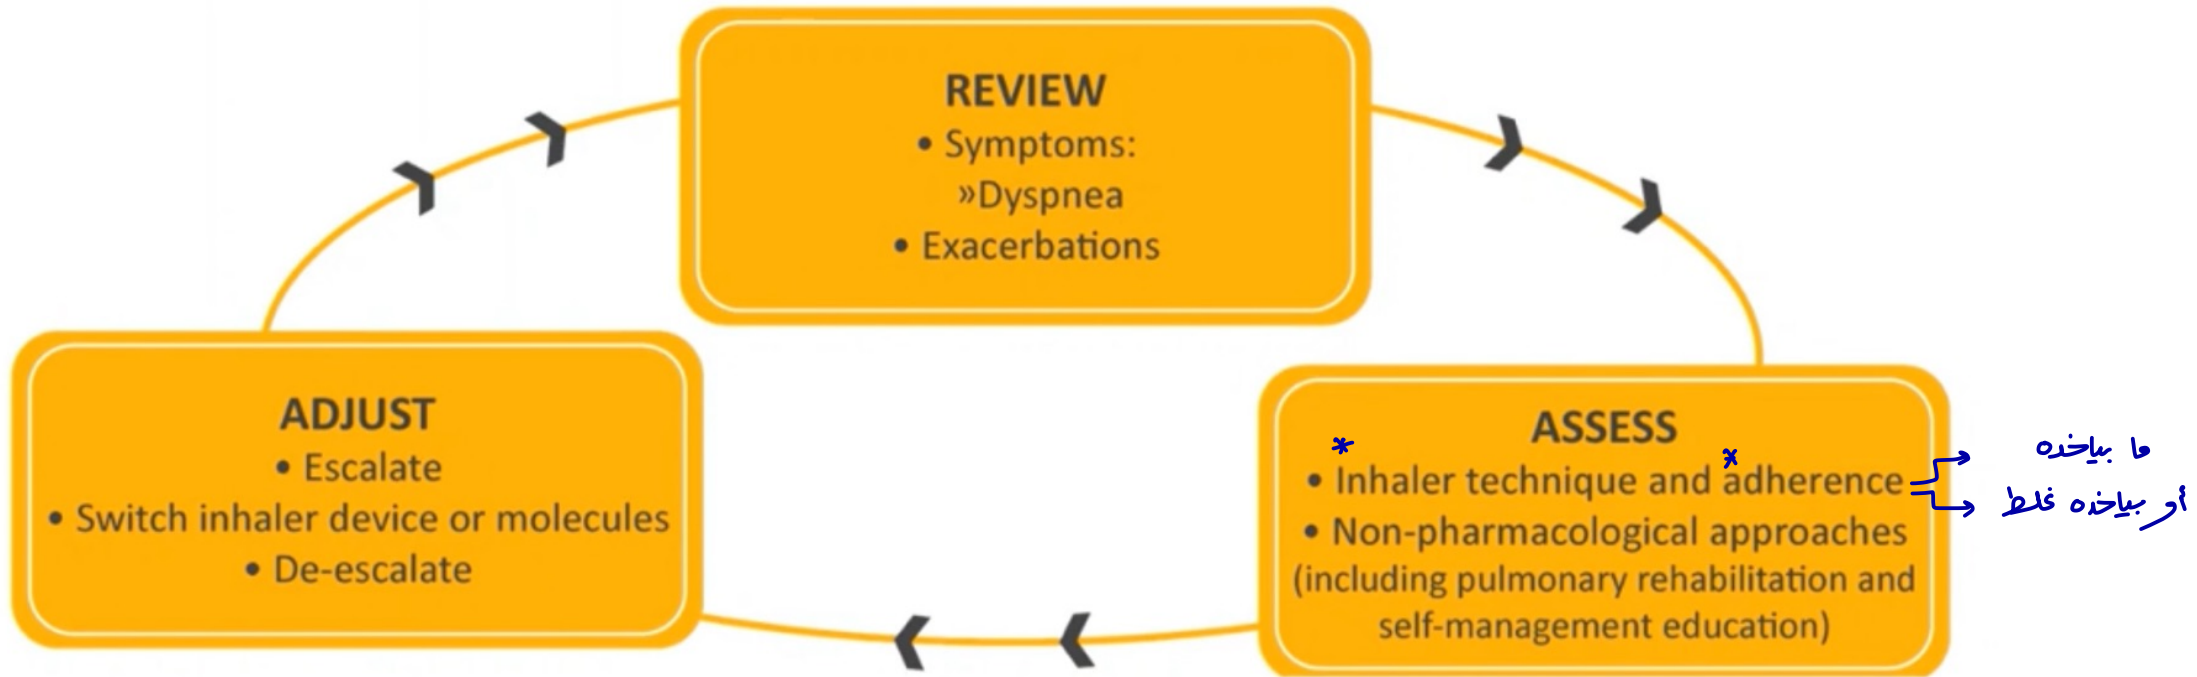 REVIEW
• Symptoms:
»Dyspnea
• Exacerbations
ASSESS
* *
• Inhaler technique and adherence
• Non-pharmacological approaches
(including pulmonary rehabilitation and
self-management education)
ما بياخده
أو بياخده غلط
ADJUST
• Escalate
• Switch inhaler device or molecules
• De-escalate